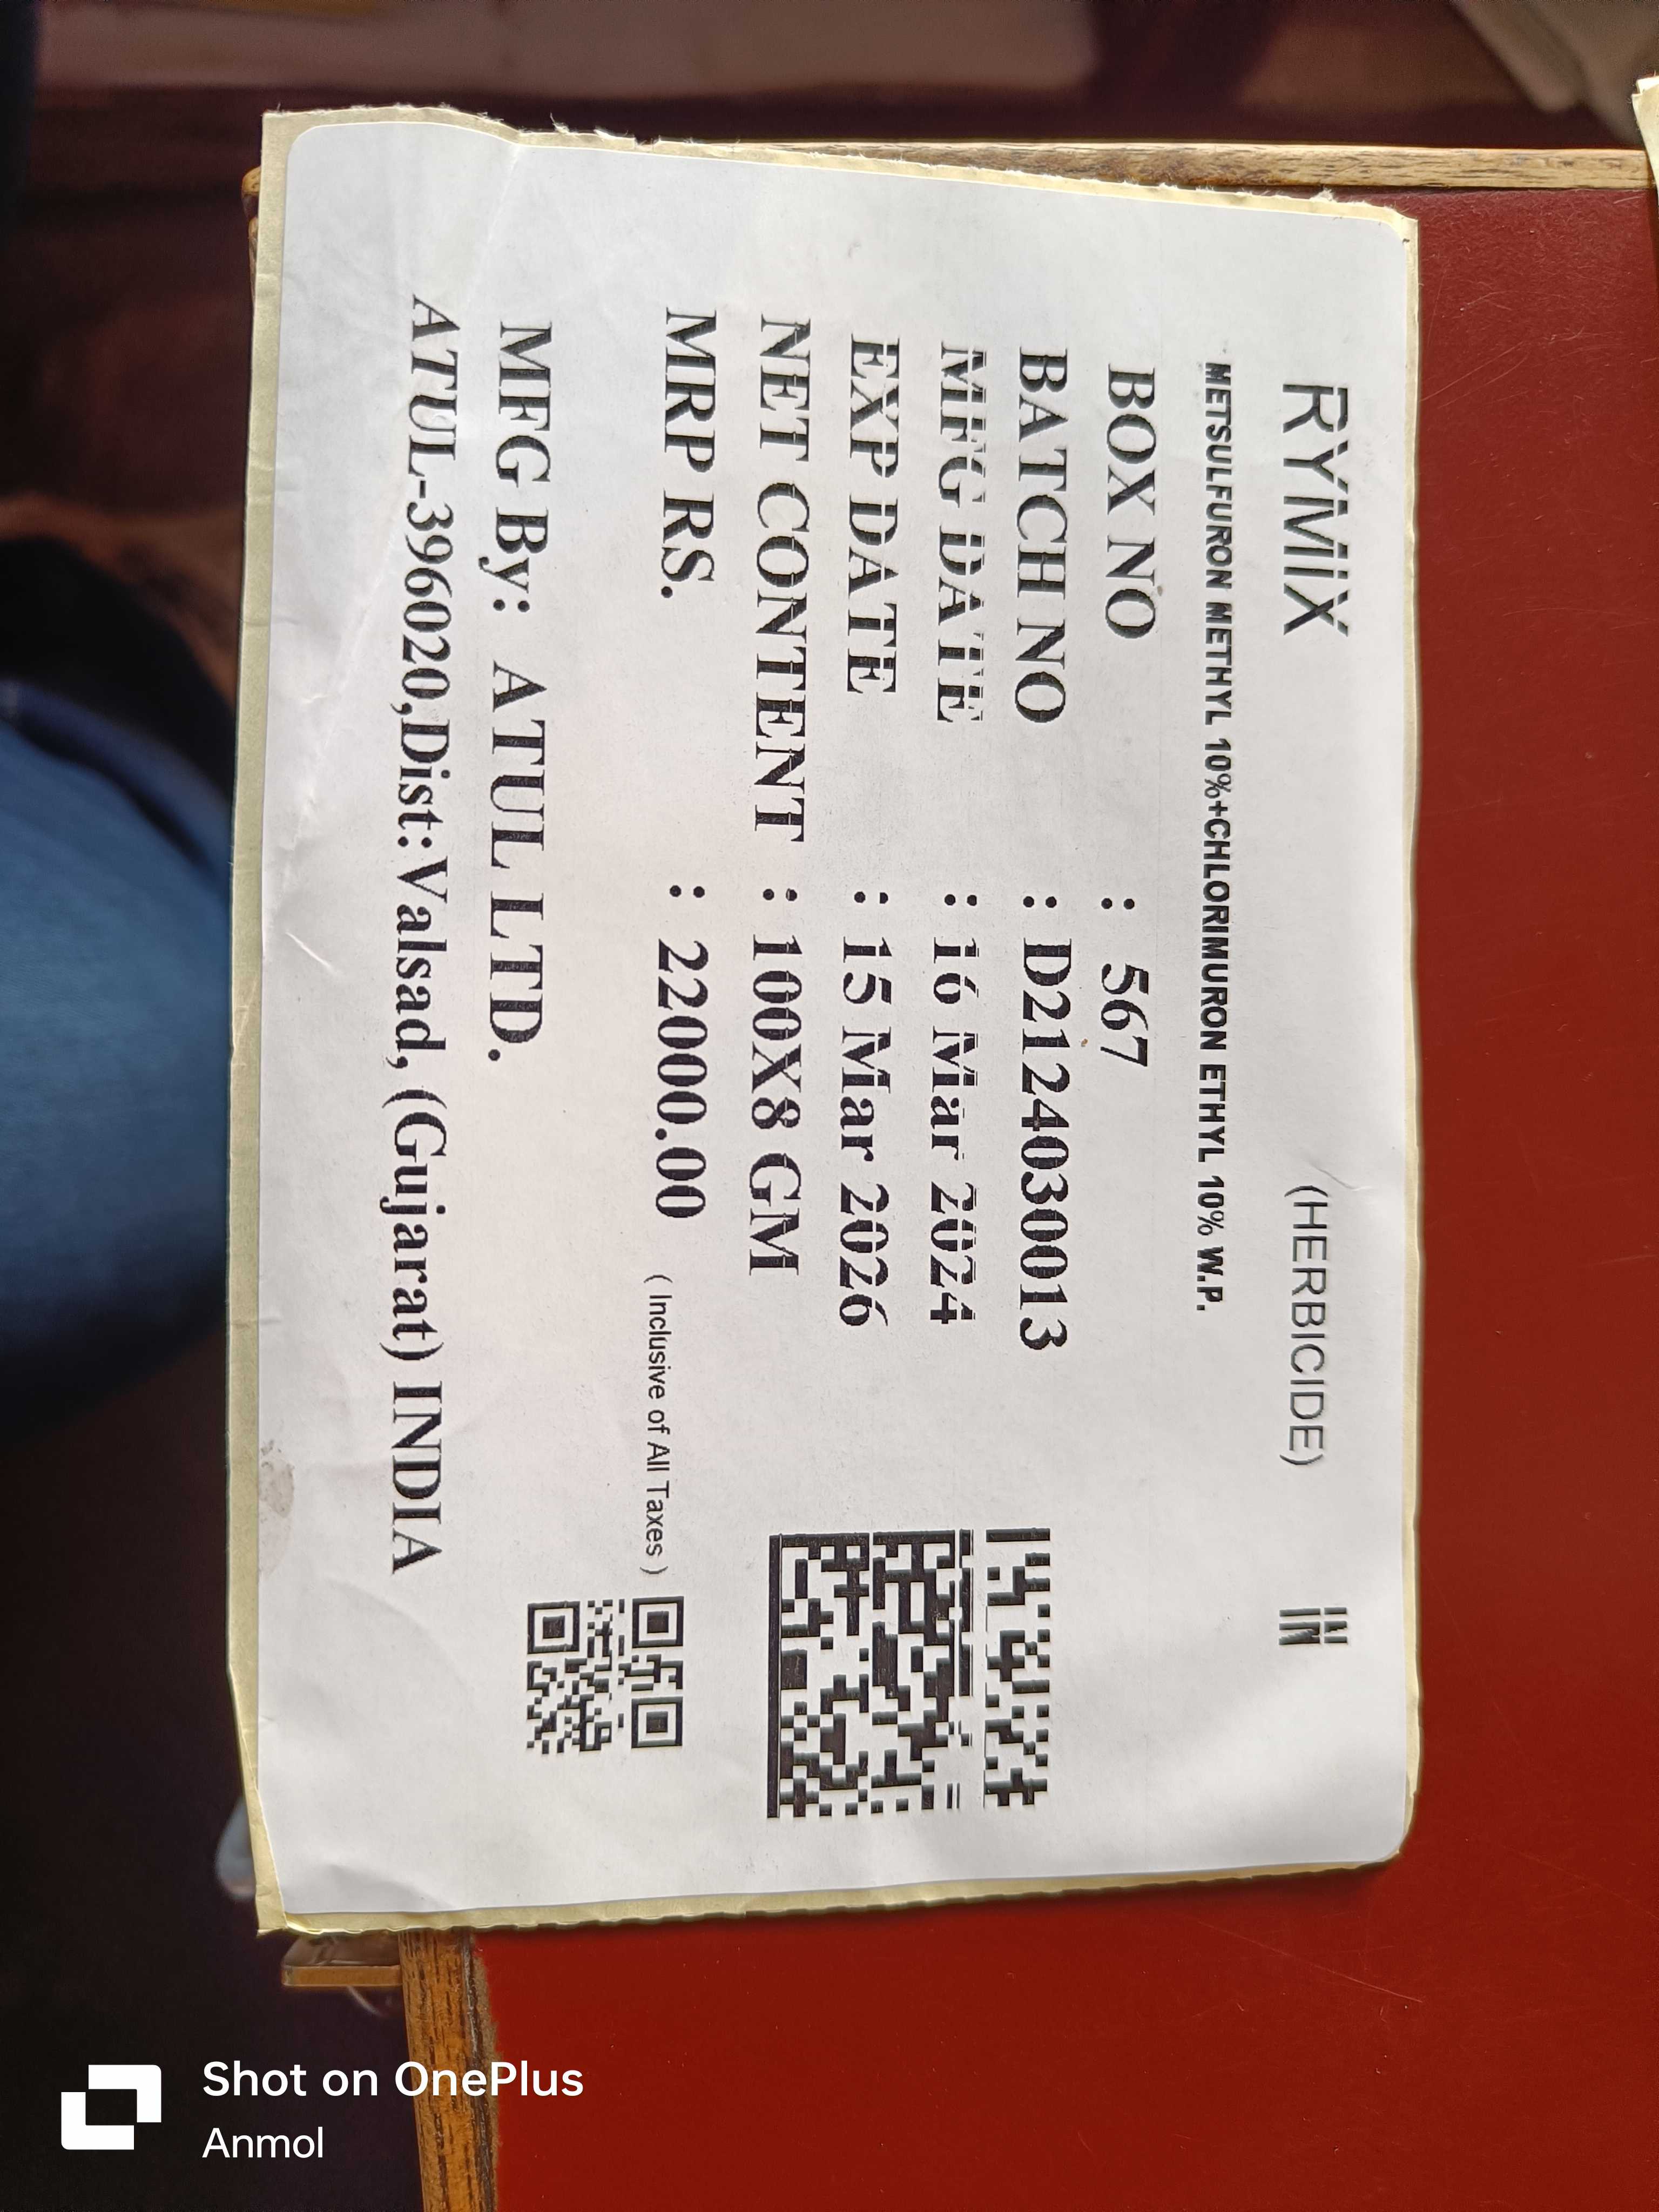 RYMIX (HERBICIDE) IN
METSULFURON METHYL 10%+CHLORIMURON ETHYL 10% W.P.
BOX NO : 567
BATCH NO : D2124030013
MFG DATE : 16 Mar 2024
EXP DATE : 15 Mar 2026
NET CONTENT : 100X8 GM
MRP RS. : 22000.00 ( Inclusive of All Taxes )
MFG By: ATUL LTD.
ATUL-396020,Dist:Valsad, (Gujarat) INDIA
Shot on OnePlus
Anmol